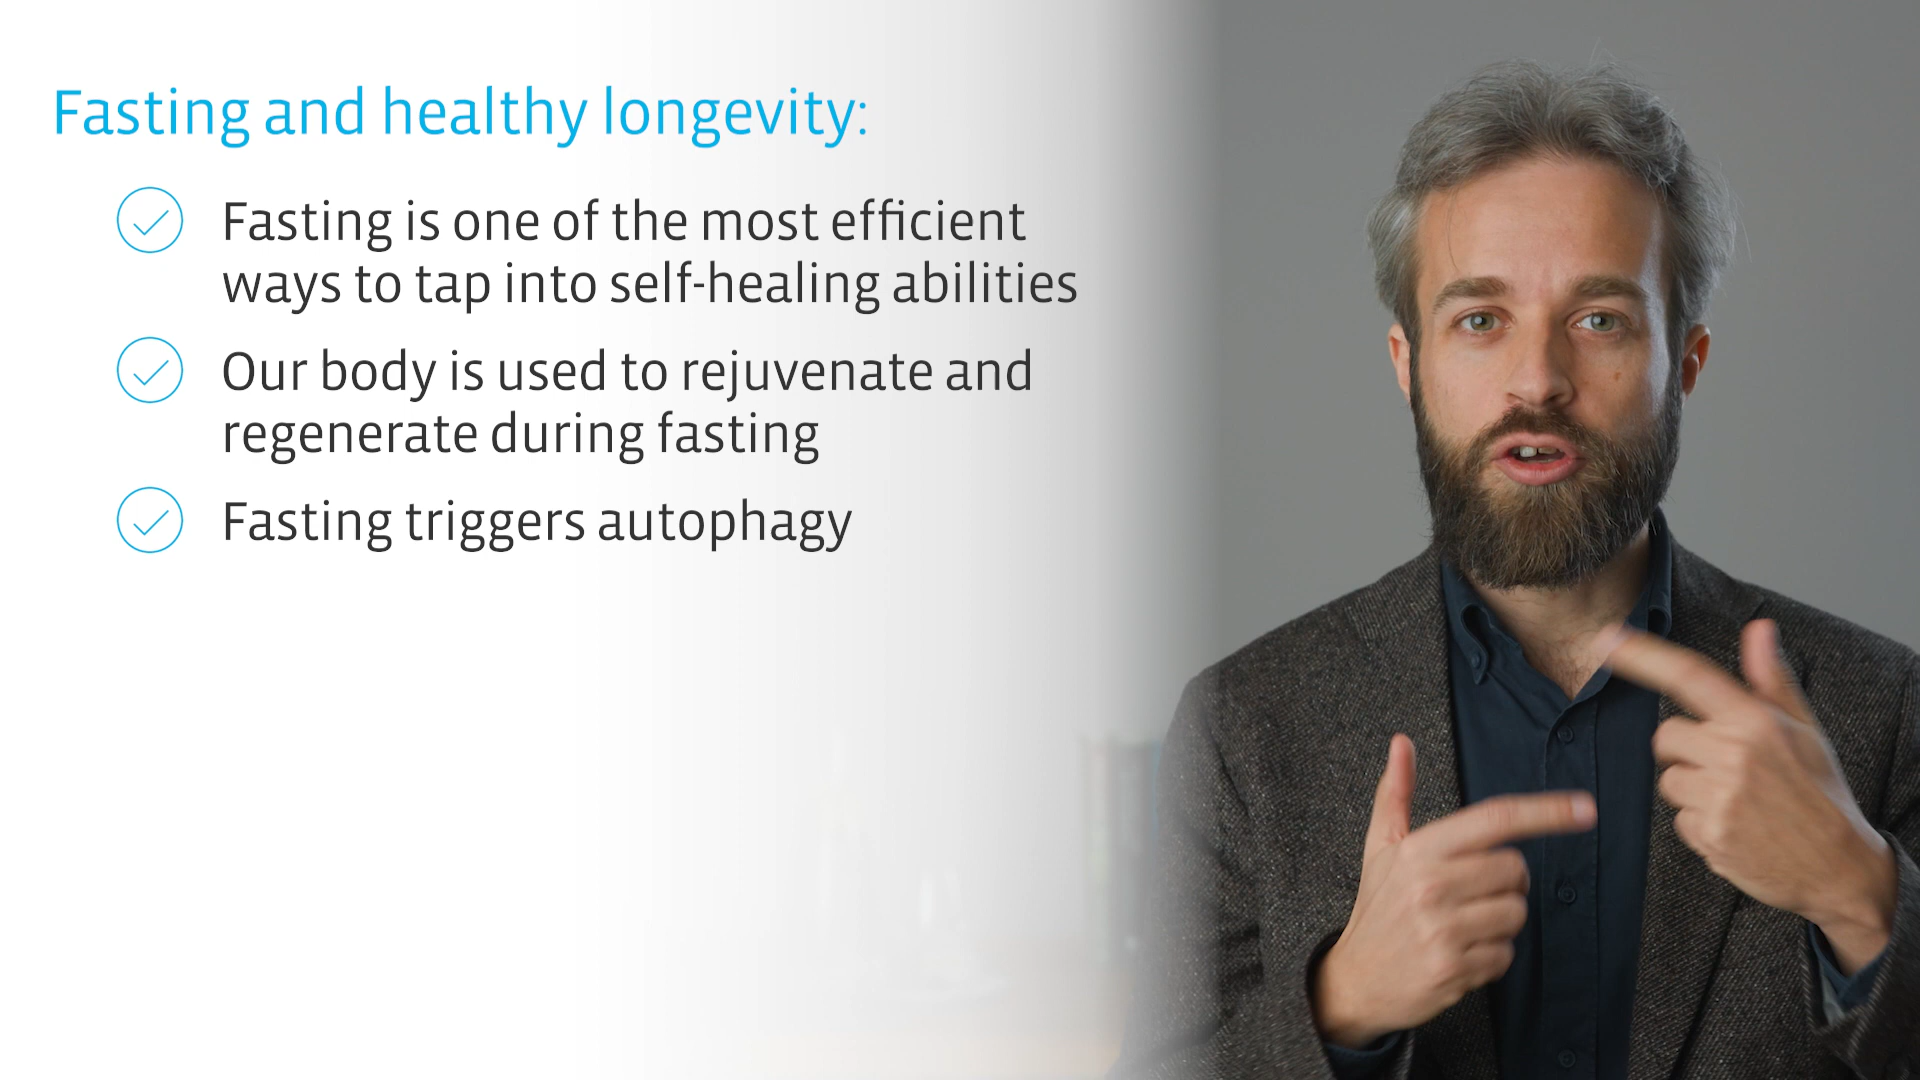 Fasting and healthy longevity:
Fasting is one of the most efficient
ways to tap into self-healing abilities
Our body is used to rejuvenate and
regenerate during fasting
Fasting triggers autophagy